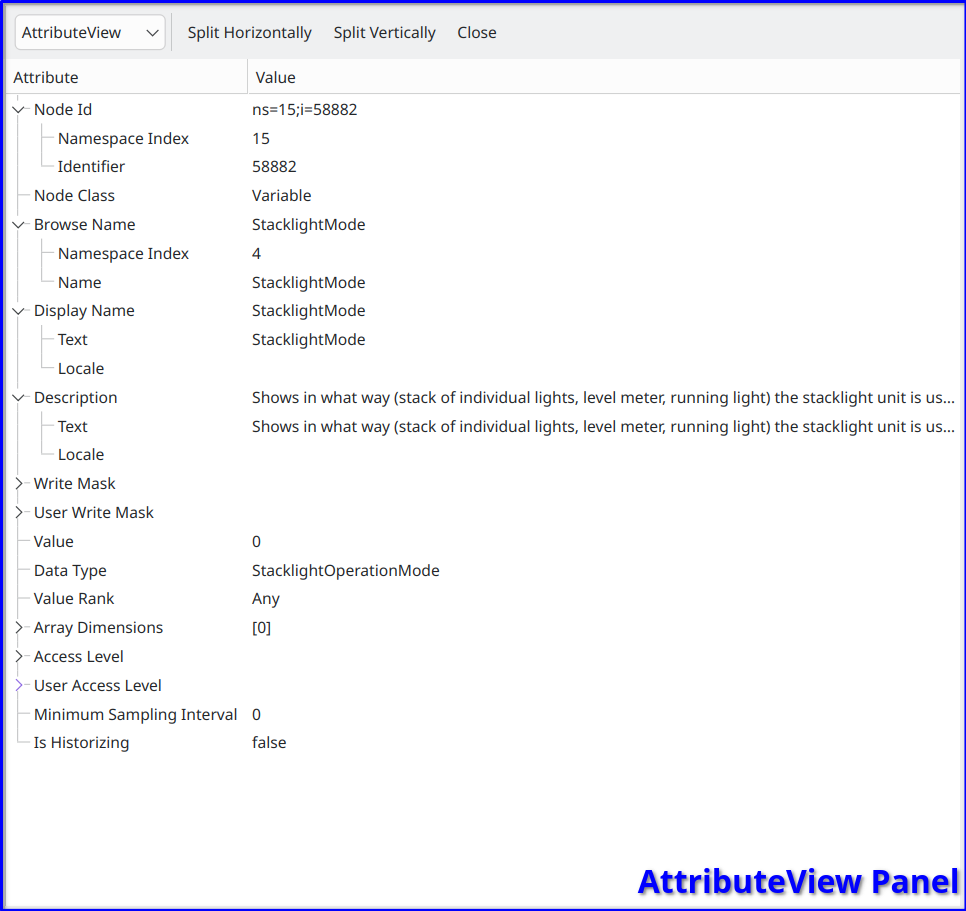 AttributeView Split Horizontally Split Vertically Close
Attribute Value
Node Id ns=15;i=58882
Namespace Index 15
Identifier 58882
Node Class Variable
Browse Name StacklightMode
Namespace Index 4
Name StacklightMode
Display Name StacklightMode
Text StacklightMode
Locale
Description Shows in what way (stack of individual lights, level meter, running light) the stacklight unit is us...
Text Shows in what way (stack of individual lights, level meter, running light) the stacklight unit is us...
Locale
Write Mask
User Write Mask
Value 0
Data Type StacklightOperationMode
Value Rank Any
Array Dimensions [0]
Access Level
User Access Level
Minimum Sampling Interval 0
Is Historizing false
AttributeView Panel